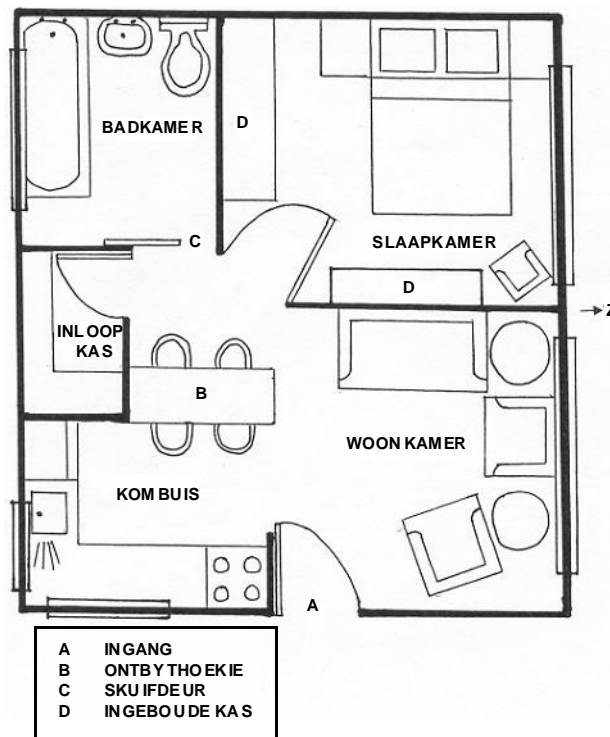 BADKAMER
D
C
SLAAPKAMER
D
Z
INLOOP
KAS
B
WOONKAMER
KOMBUIS
A
A INGANG
B ONTBYTHOEKIE
C SKUIFDEUR
D INGEBOUDE KAS